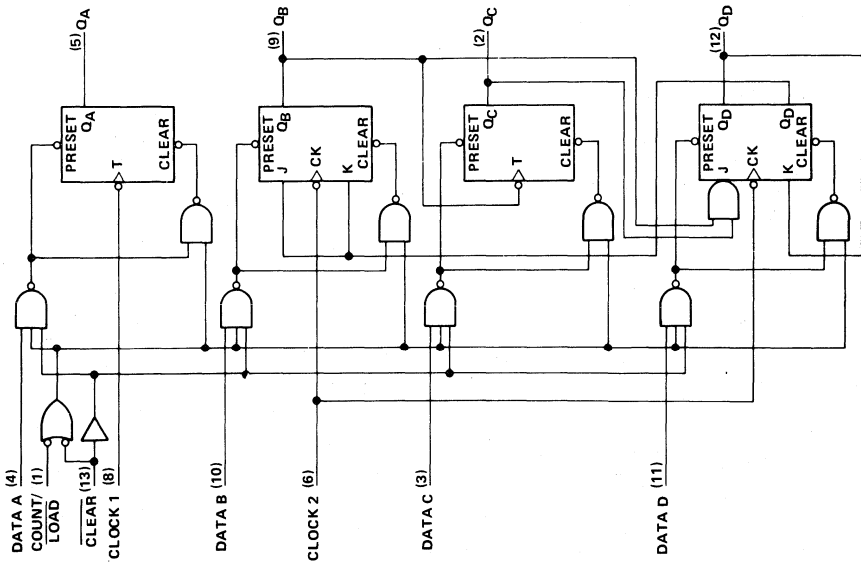 DATA A (4)
COUNT/ (1)
LOAD
CLEAR (13)
CLOCK 1 (8)
DATA B (10)
CLOCK 2 (6)
DATA C (3)
DATA D (11)
PRESET
QA
T
CLEAR
(5) QA
PRESET
J
QB
CK
K
CLEAR
(9) QB
PRESET
QC
T
CLEAR
(2) QC
PRESET
J
QD
CK
K
QD
CLEAR
(12) QD